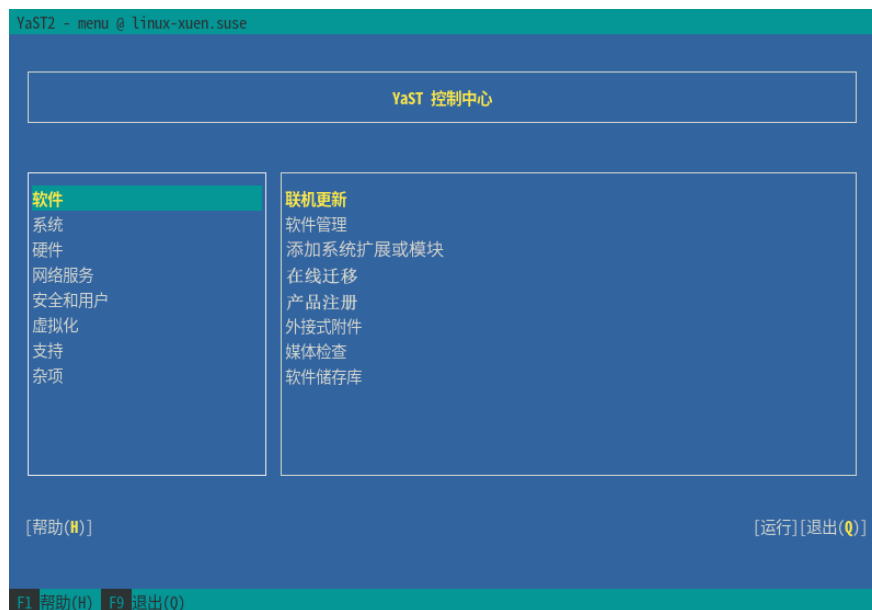 YaST2 - menu @ linux-xuen.suse
YaST 控制中心
软件
系统
硬件
网络服务
安全和用户
虚拟化
支持
杂项
联机更新
软件管理
添加系统扩展或模块
在线迁移
产品注册
外接式附件
媒体检查
软件储存库
[帮助(H)]
[运行][退出(Q)]
F1 帮助(H) F9 退出(Q)